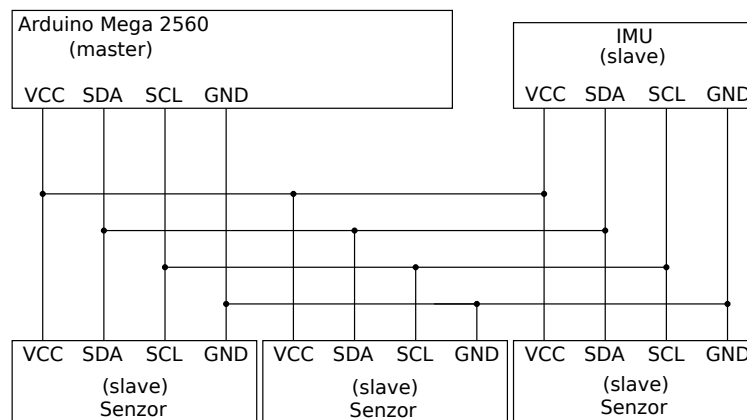 Arduino Mega 2560
(master)
VCC SDA SCL GND
IMU
(slave)
VCC SDA SCL GND
VCC SDA SCL GND
(slave)
Senzor
VCC SDA SCL GND
(slave)
Senzor
VCC SDA SCL GND
(slave)
Senzor